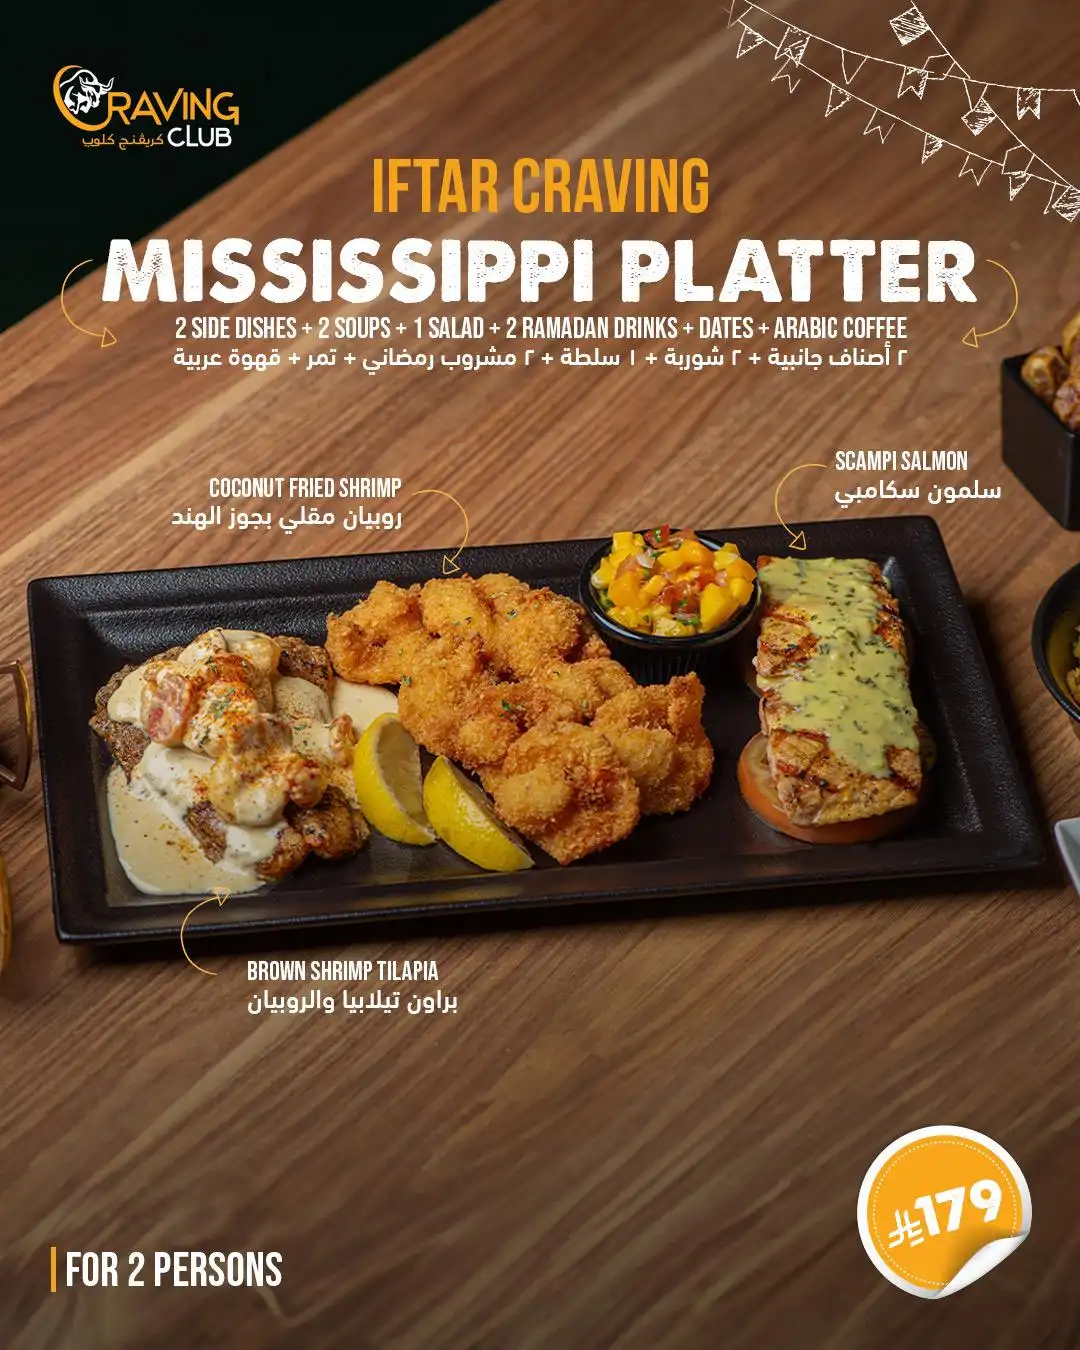 CRAVING
كريڤنج كلوب CLUB
IFTAR CRAVING
MISSISSIPPI PLATTER
2 SIDE DISHES + 2 SOUPS + 1 SALAD + 2 RAMADAN DRINKS + DATES + ARABIC COFFEE
٢ أصناف جانبية + ٢ شوربة + ١ سلطة + ٢ مشروب رمضاني + تمر + قهوة عربية
SCAMPI SALMON
سلمون سكامبي
COCONUT FRIED SHRIMP
روبيان مقلي بجوز الهند
BROWN SHRIMP TILAPIA
براون تيلابيا والروبيان
⃁179
FOR 2 PERSONS